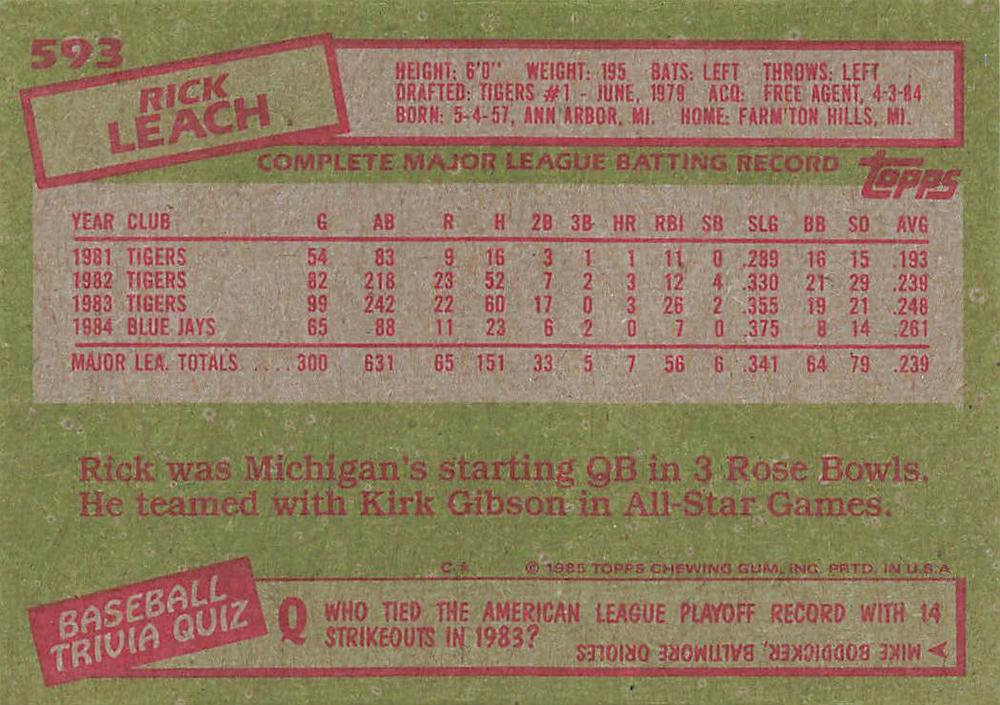 593
RICK
LEACH
HEIGHT: 6'0" WEIGHT: 195 BATS: LEFT THROWS: LEFT
DRAFTED: TIGERS #1 - JUNE, 1979 ACQ: FREE AGENT, 4-3-84
BORN: 5-4-57, ANN ARBOR, MI. HOME: FARM'TON HILLS, MI.
COMPLETE MAJOR LEAGUE BATTING RECORD
TOPPS
YEAR CLUB G AB R H 2B 3B HR RBI SB SLG BB SO AVG
1981 TIGERS 54 83 9 16 3 1 1 11 0 .289 16 15 .193
1982 TIGERS 82 218 23 52 7 2 3 12 4 .330 21 29 .239
1983 TIGERS 99 242 22 60 17 0 3 26 2 .355 19 21 .248
1984 BLUE JAYS 65 88 11 23 6 2 0 7 0 .375 8 14 .261
MAJOR LEA. TOTALS .... 300 631 65 151 33 5 7 56 6 .341 64 79 .239
Rick was Michigan's starting QB in 3 Rose Bowls.
He teamed with Kirk Gibson in All-Star Games.
C* © 1985 TOPPS CHEWING GUM, INC. PRTD. IN U.S.A
BASEBALL
TRIVIA QUIZ
Q WHO TIED THE AMERICAN LEAGUE PLAYOFF RECORD WITH 14
STRIKEOUTS IN 1983?
MIKE BODDICKER, BALTIMORE ORIOLES